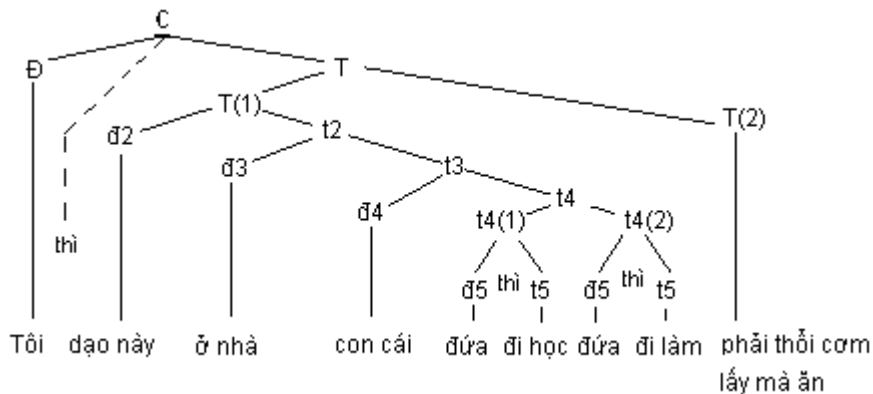 C
Đ T
T(1) T(2)
đ2 t2
đ3 t3
đ4 t4
t4(1) t4(2)
thì
đ5 thì t5 đ5 thì t5
Tôi dạo này ở nhà con cái đứa đi học đứa đi làm phải thổi cơm
lấy mà ăn